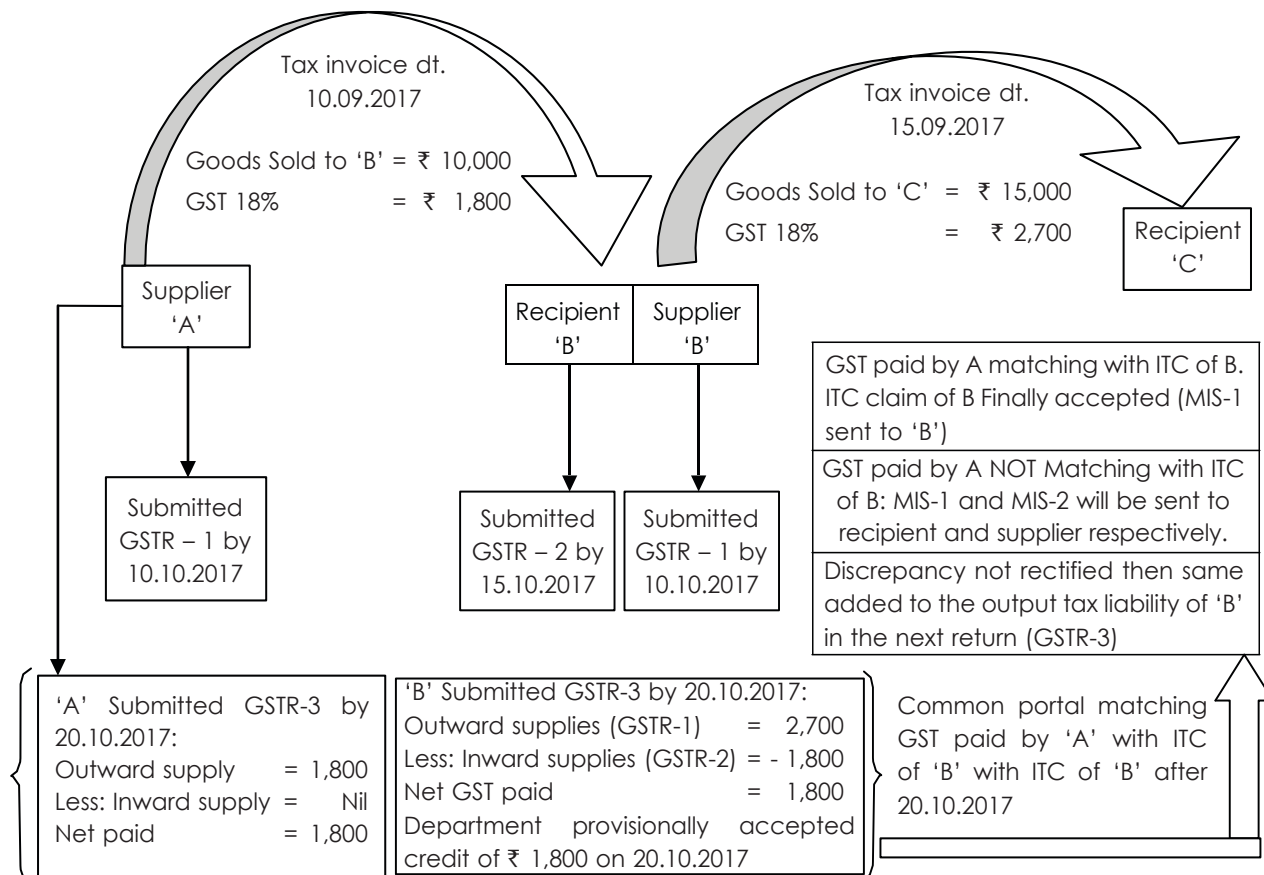 Tax invoice dt.
10.09.2017
Goods Sold to ‘B’ = ₹ 10,000
GST 18% = ₹ 1,800
Tax invoice dt.
15.09.2017
Goods Sold to ‘C’ = ₹ 15,000
GST 18% = ₹ 2,700
Recipient
‘C’
Supplier
‘A’
Recipient
‘B’
Supplier
‘B’
Submitted
GSTR – 1 by
10.10.2017
Submitted
GSTR – 2 by
15.10.2017
Submitted
GSTR – 1 by
10.10.2017
GST paid by A matching with ITC of B.
ITC claim of B Finally accepted (MIS-1
sent to ‘B’)
GST paid by A NOT Matching with ITC
of B: MIS-1 and MIS-2 will be sent to
recipient and supplier respectively.
Discrepancy not rectified then same
added to the output tax liability of ‘B’
in the next return (GSTR-3)
‘A’ Submitted GSTR-3 by
20.10.2017:
Outward supply = 1,800
Less: Inward supply = Nil
Net paid = 1,800
‘B’ Submitted GSTR-3 by 20.10.2017:
Outward supplies (GSTR-1) = 2,700
Less: Inward supplies (GSTR-2) = - 1,800
Net GST paid = 1,800
Department provisionally accepted
credit of ₹ 1,800 on 20.10.2017
Common portal matching
GST paid by ‘A’ with ITC
of ‘B’ with ITC of ‘B’ after
20.10.2017